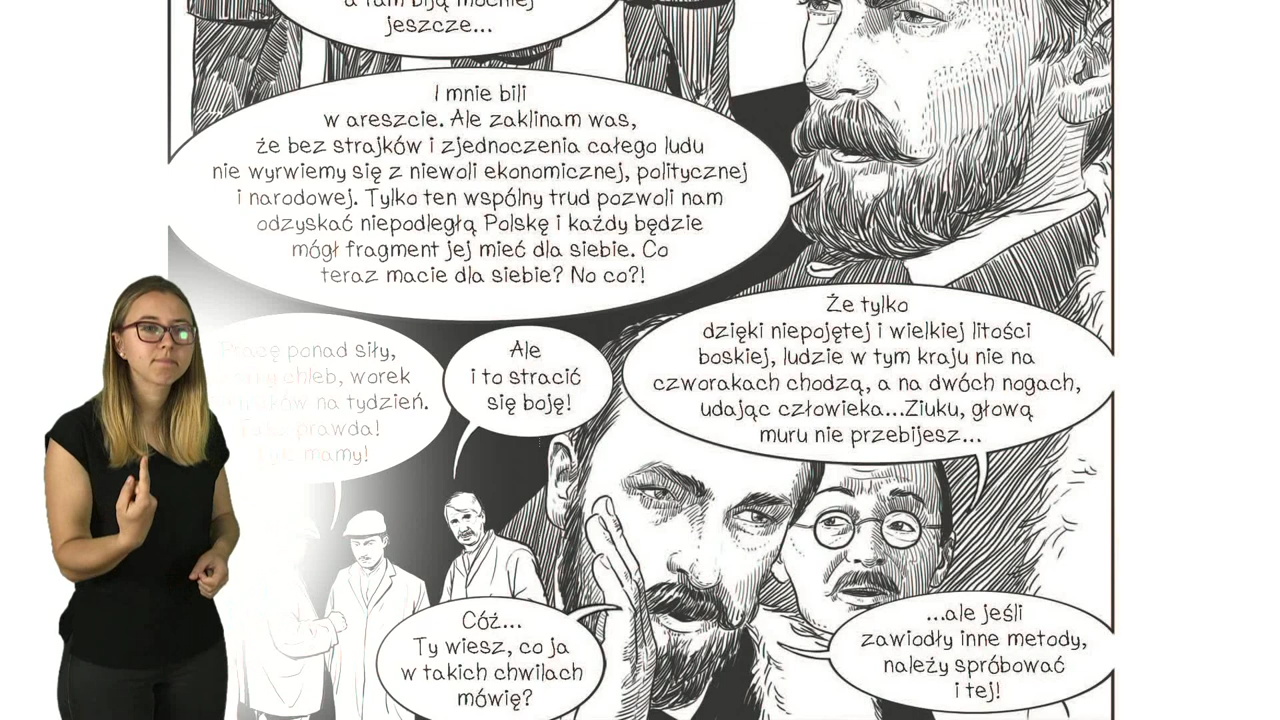 a tam biją mocniej
jeszcze...
I mnie bili
w areszcie. Ale zaklinam was,
że bez strajków i zjednoczenia całego ludu
nie wyrwiemy się z niewoli ekonomicznej, politycznej
i narodowej. Tylko ten wspólny trud pozwoli nam
odzyskać niepodległą Polskę i każdy będzie
mógł fragment jej mieć dla siebie. Co
teraz macie dla siebie? No co?!
Pracę ponad siły,
chleb, worek
na tydzień.
prawda!
mamy!
Ale
i to stracić
się boję!
Że tylko
dzięki niepojętej i wielkiej litości
boskiej, ludzie w tym kraju nie na
czworakach chodzą, a na dwóch nogach,
udając człowieka...Ziuku, głową
muru nie przebijesz...
Cóż...
Ty wiesz, co ja
w takich chwilach
mówię?
...ale jeśli
zawiodły inne metody,
należy spróbować
i tej!